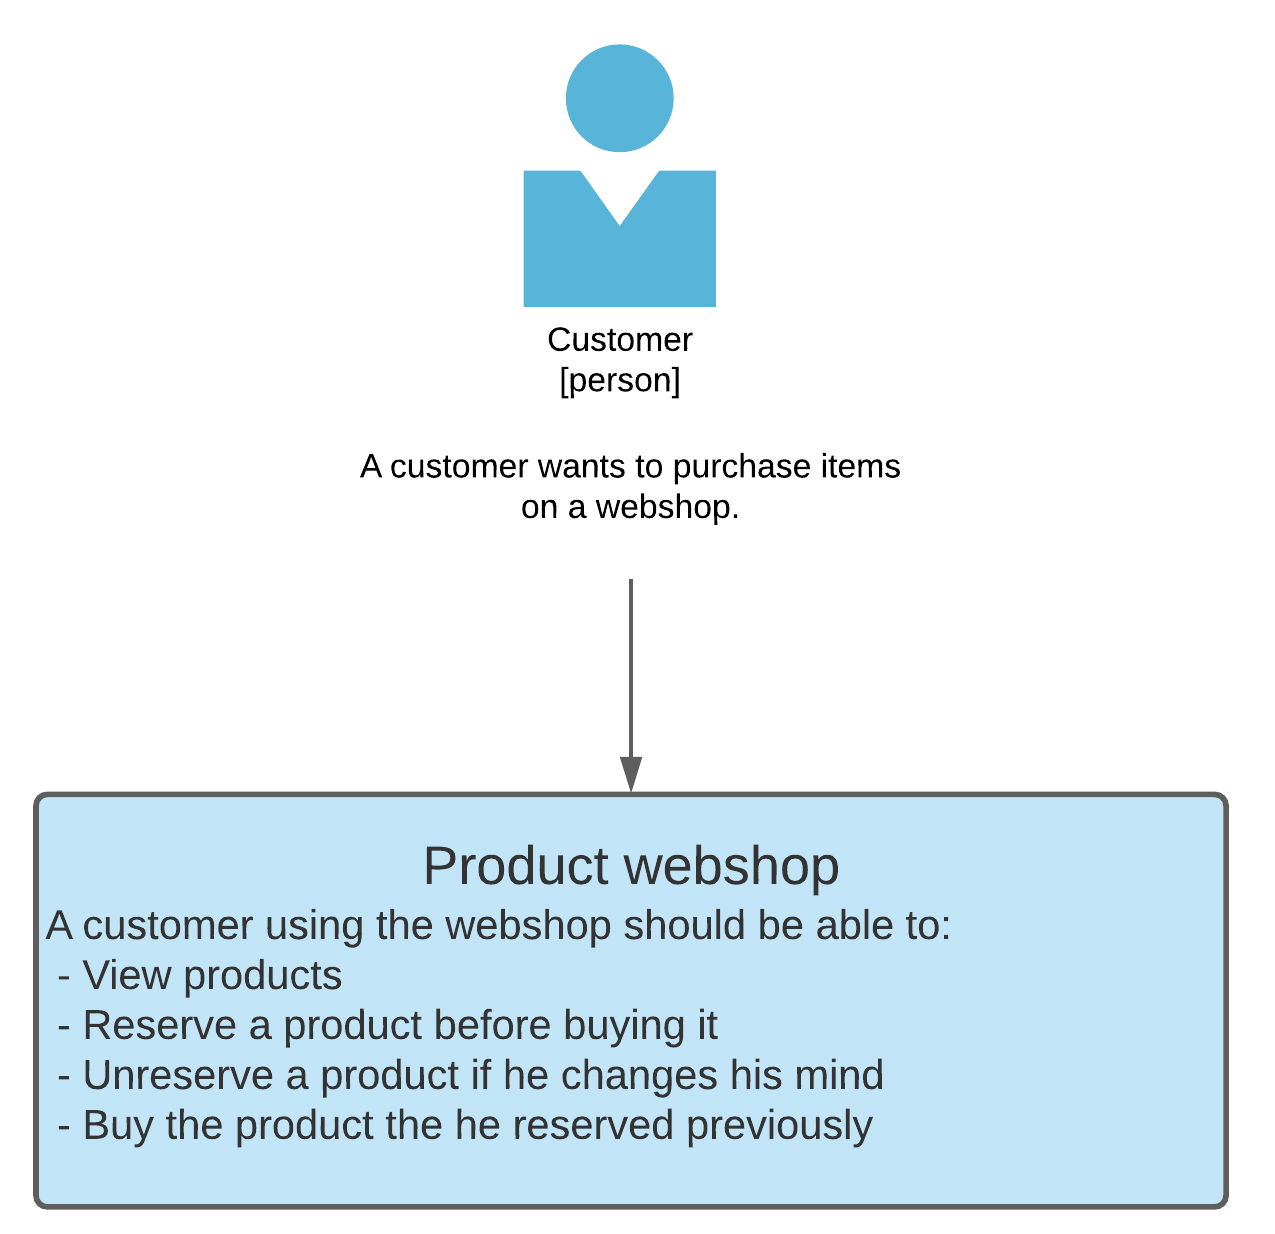 Customer
[person]
A customer wants to purchase items
on a webshop.
Product webshop
A customer using the webshop should be able to:
- View products
- Reserve a product before buying it
- Unreserve a product if he changes his mind
- Buy the product the he reserved previously